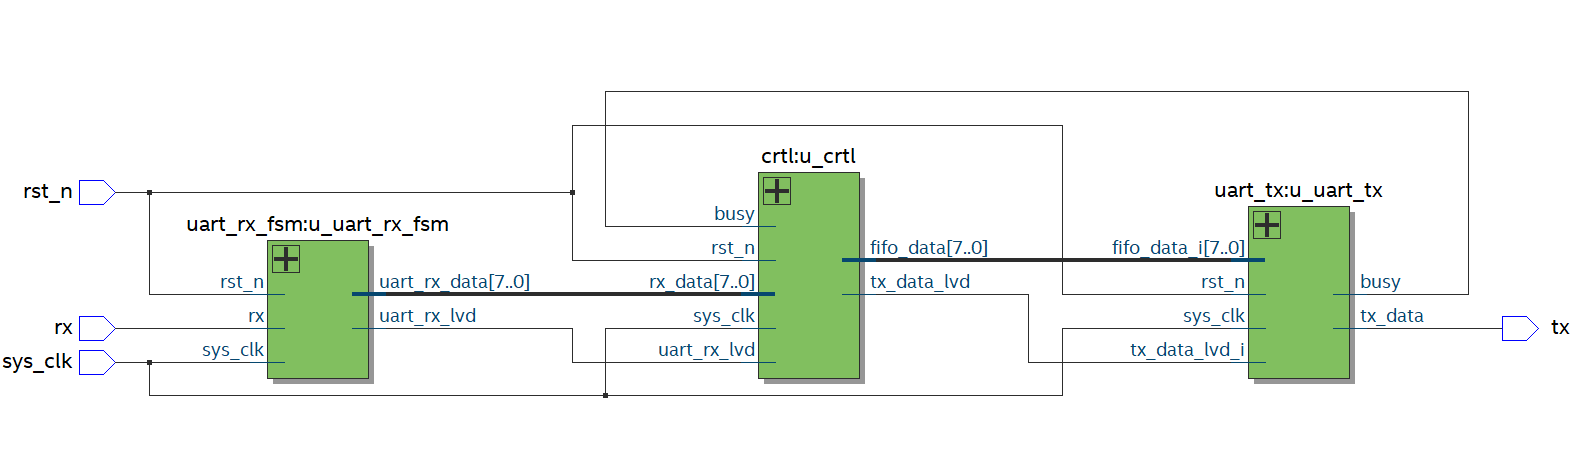 crtl:u_crtl
rst_n
uart_tx:u_uart_tx
uart_rx_fsm:u_uart_rx_fsm
busy
rst_n
fifo_data[7..0]
fifo_data_i[7..0]
rst_n
uart_rx_data[7..0]
rx_data[7..0]
tx_data_lvd
rst_n
busy
rx
rx
uart_rx_lvd
sys_clk
sys_clk
tx_data
tx
sys_clk
sys_clk
uart_rx_lvd
tx_data_lvd_i